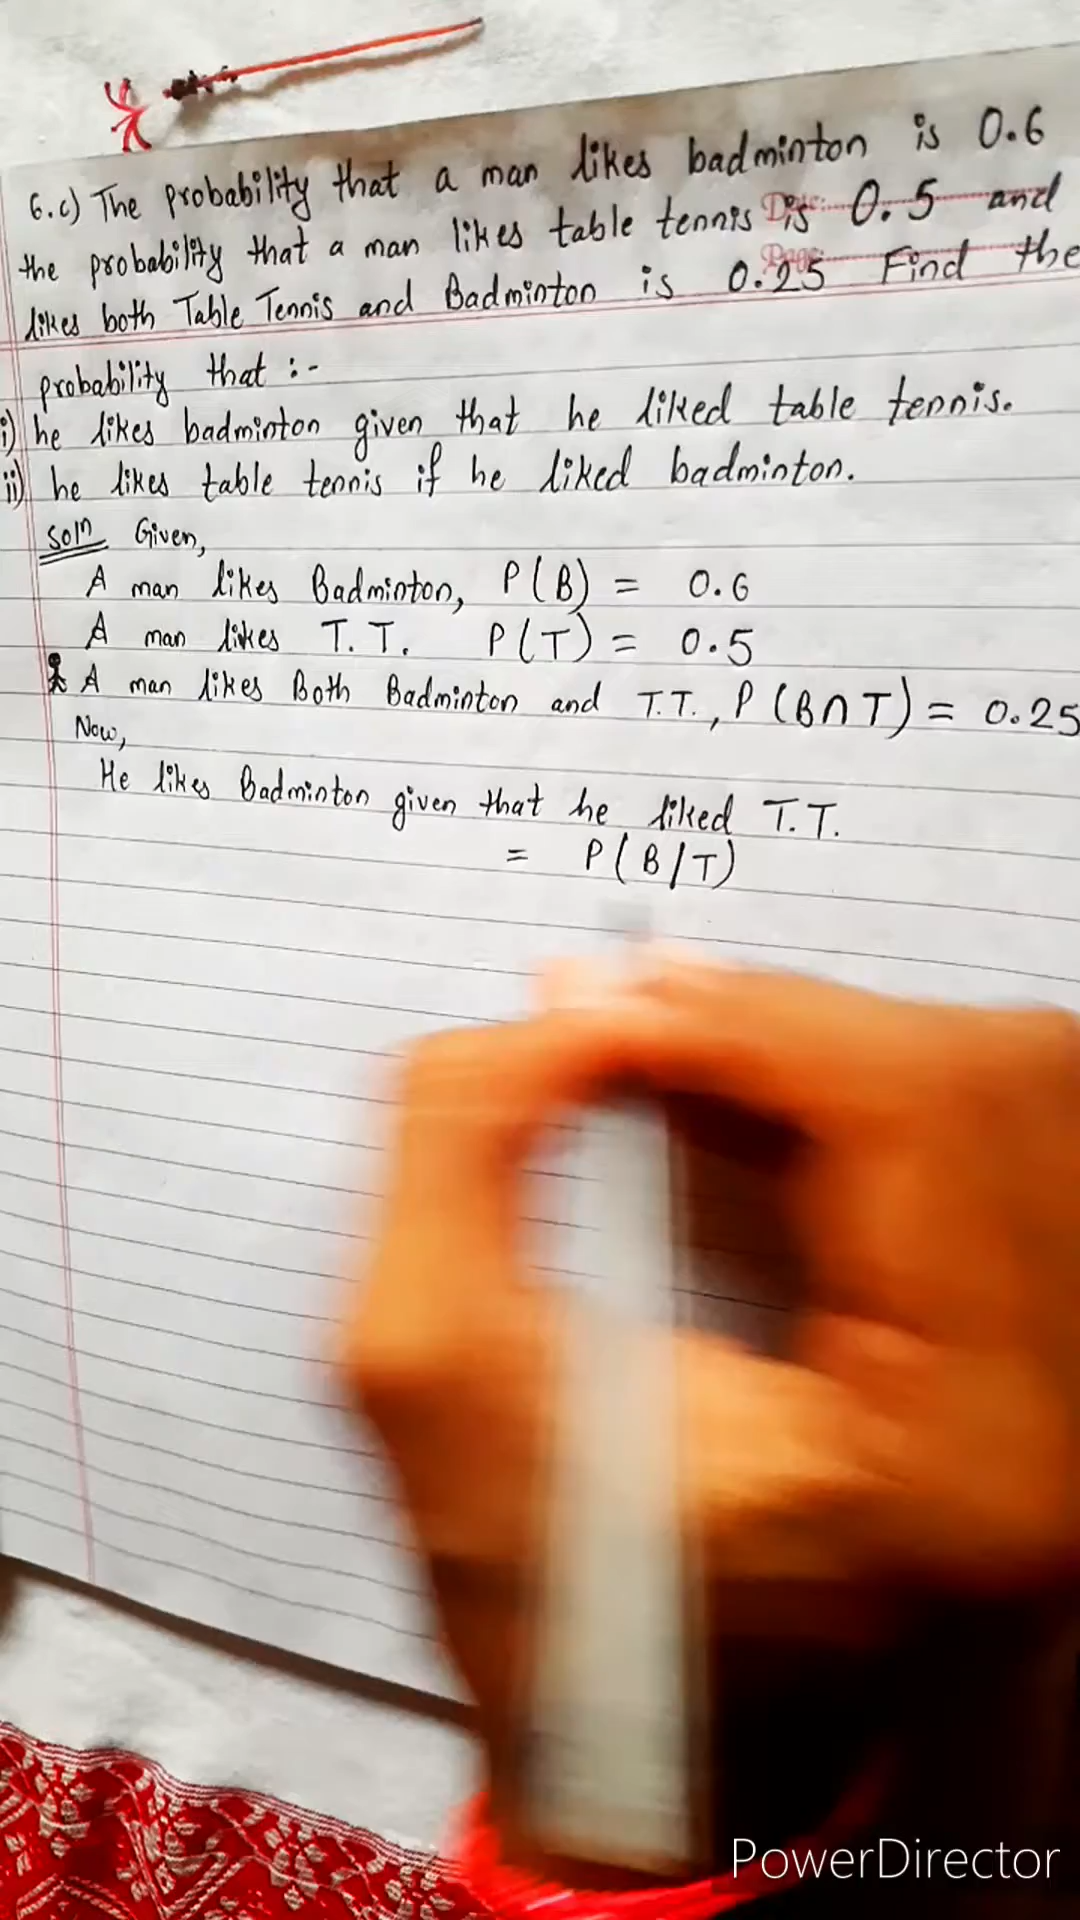 6.c) The probability that a man likes badminton is 0.6
the probability that a man likes table tennis is 0.5 and
likes both Table Tennis and Badminton is 0.25 Find the
probability that :-
i) he likes badminton given that he liked table tennis.
ii) he likes table tennis if he liked badminton.
Soln Given,
A man likes Badminton, P(B) = 0.6
A man likes T.T. P(T) = 0.5
A man likes Both Badminton and T.T., P(B∩T) = 0.25
Now,
He likes Badminton given that he liked T.T.
= P(B/T)
PowerDirector